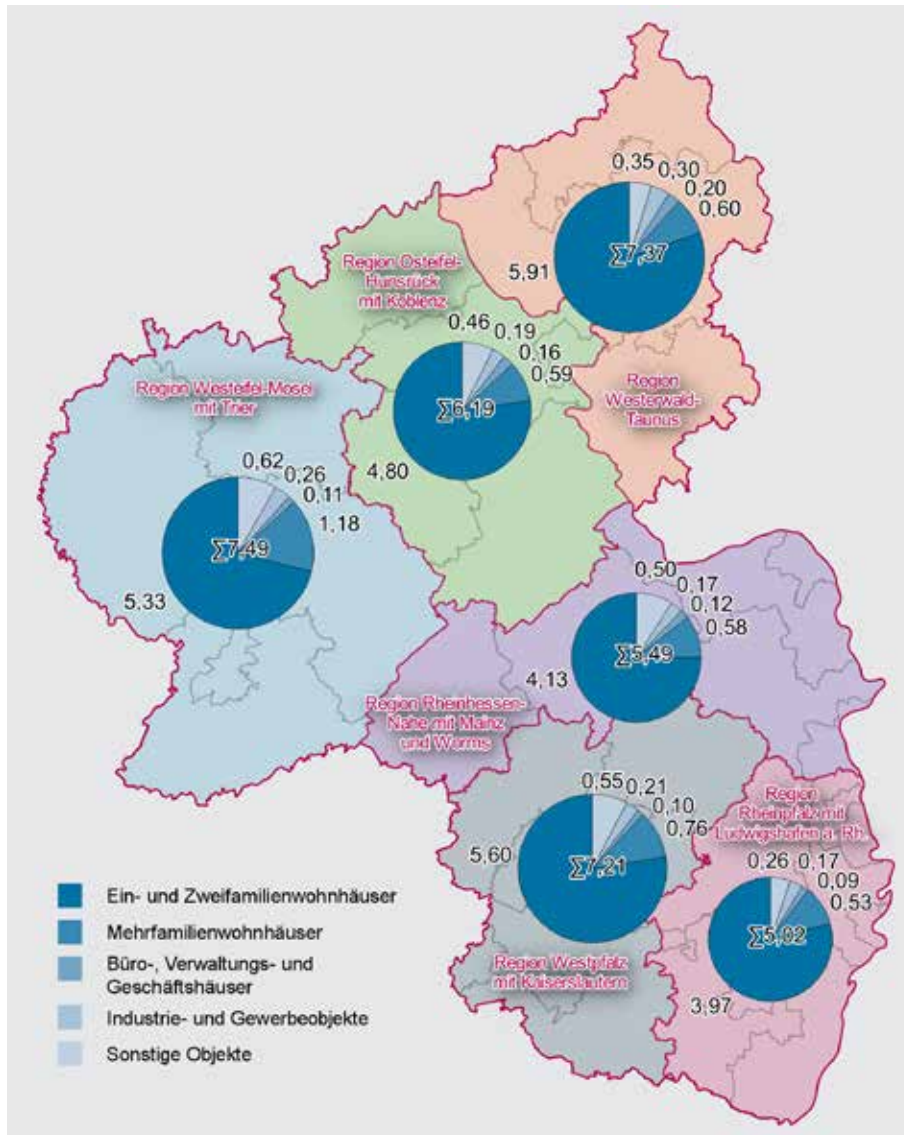 0,35
0,30
0,20
0,60
∑7,37
5,91
Region Osteifel-
Hunsrück
mit Koblenz
0,46
0,19
0,16
0,59
∑6,19
4,80
Region
Westerwald-
Taunus
Region Westeifel-Mosel
mit Trier
0,62
0,26
0,11
1,18
∑7,49
5,33
0,50
0,17
0,12
0,58
∑5,49
4,13
Region Rheinhessen-
Nahe mit Mainz
und Worms
0,55
0,21
0,10
0,76
∑7,21
5,60
Region Westpfalz
mit Kaiserslautern
Region
Rheinpfalz mit
Ludwigshafen a. Rh.
0,26
0,17
0,09
0,53
∑5,02
3,97
Ein- und Zweifamilienwohnhäuser
Mehrfamilienwohnhäuser
Büro-, Verwaltungs- und
Geschäftshäuser
Industrie- und Gewerbeobjekte
Sonstige Objekte